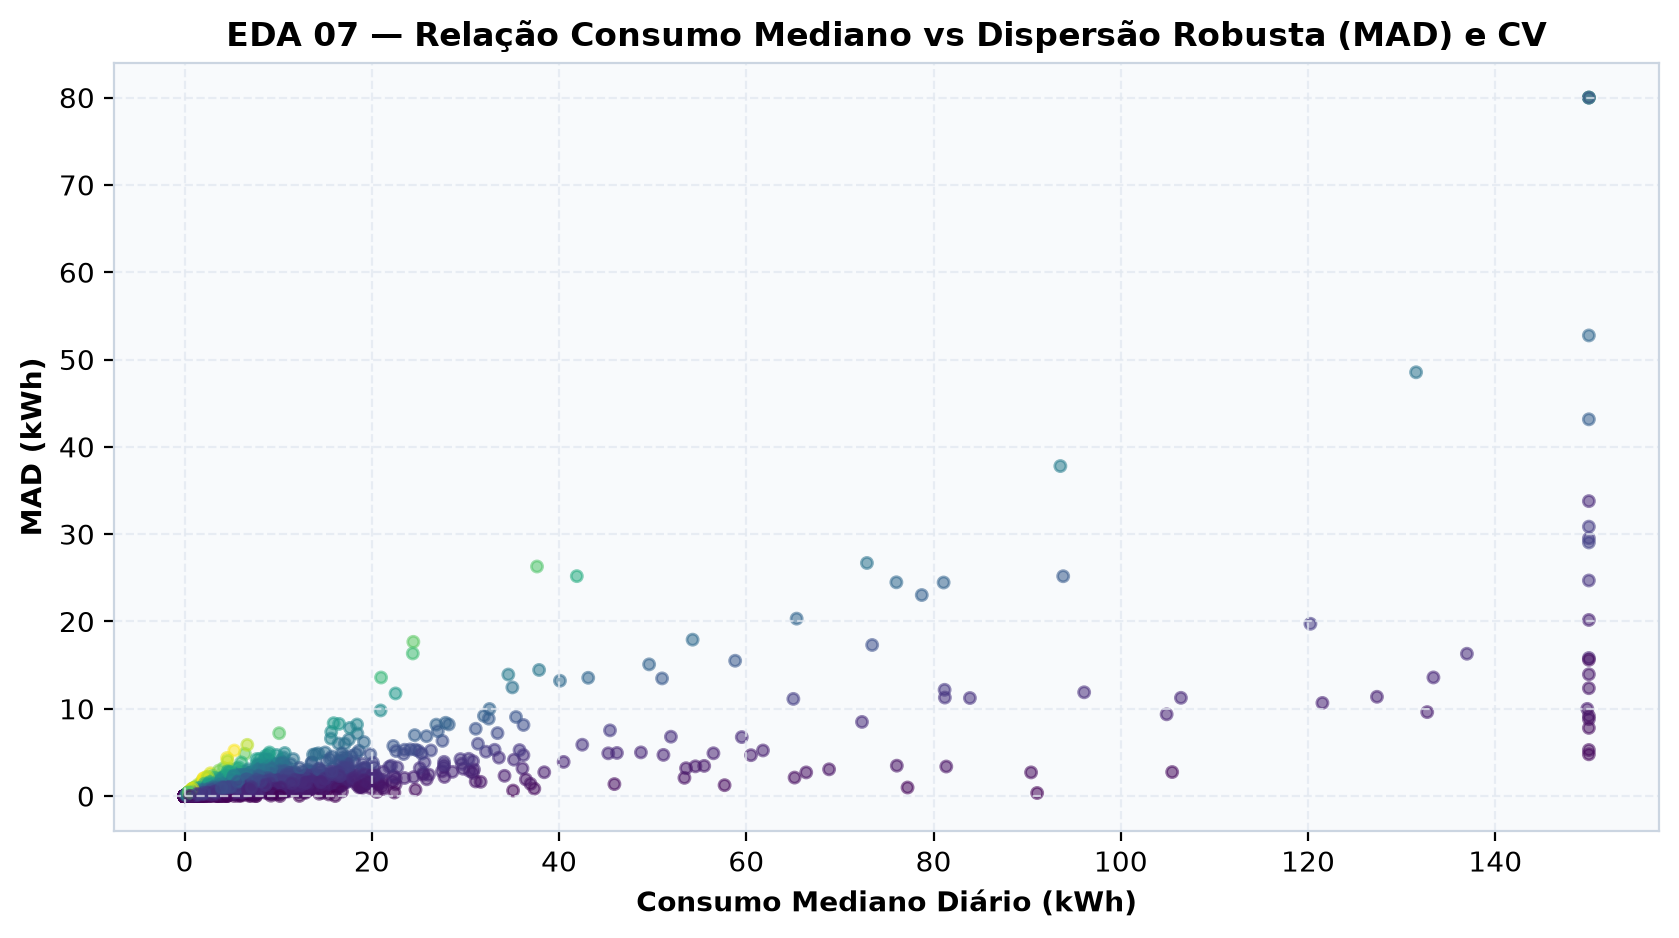 EDA 07 — Relação Consumo Mediano vs Dispersão Robusta (MAD) e CV
MAD (kWh)
80
70
60
50
40
30
20
10
0
0 20 40 60 80 100 120 140
Consumo Mediano Diário (kWh)